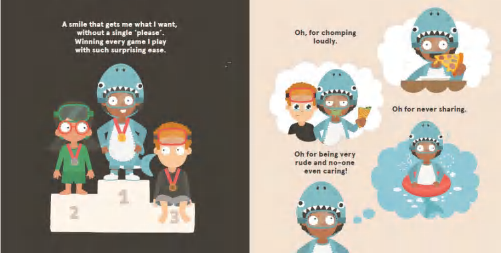 A smile that gets me what I want,
without a single 'please'.
Winning every game I play
with such surprising ease.
2
1
3
Oh, for chomping
loudly.
Oh for never sharing.
Oh for being very
rude and no-one
even caring!